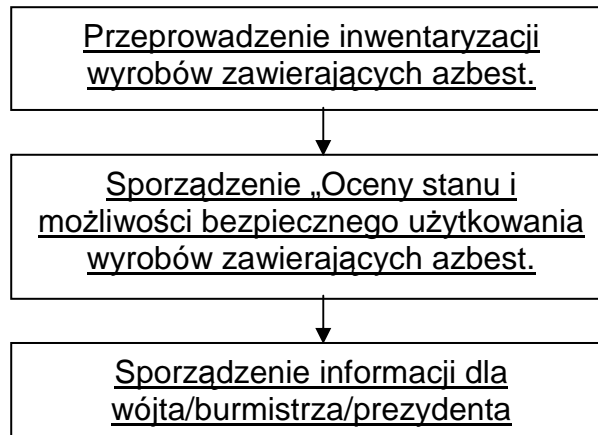 Przeprowadzenie inwentaryzacji
wyrobów zawierających azbest.
Sporządzenie „Oceny stanu i
możliwości bezpiecznego użytkowania
wyrobów zawierających azbest.
Sporządzenie informacji dla
wójta/burmistrza/prezydenta